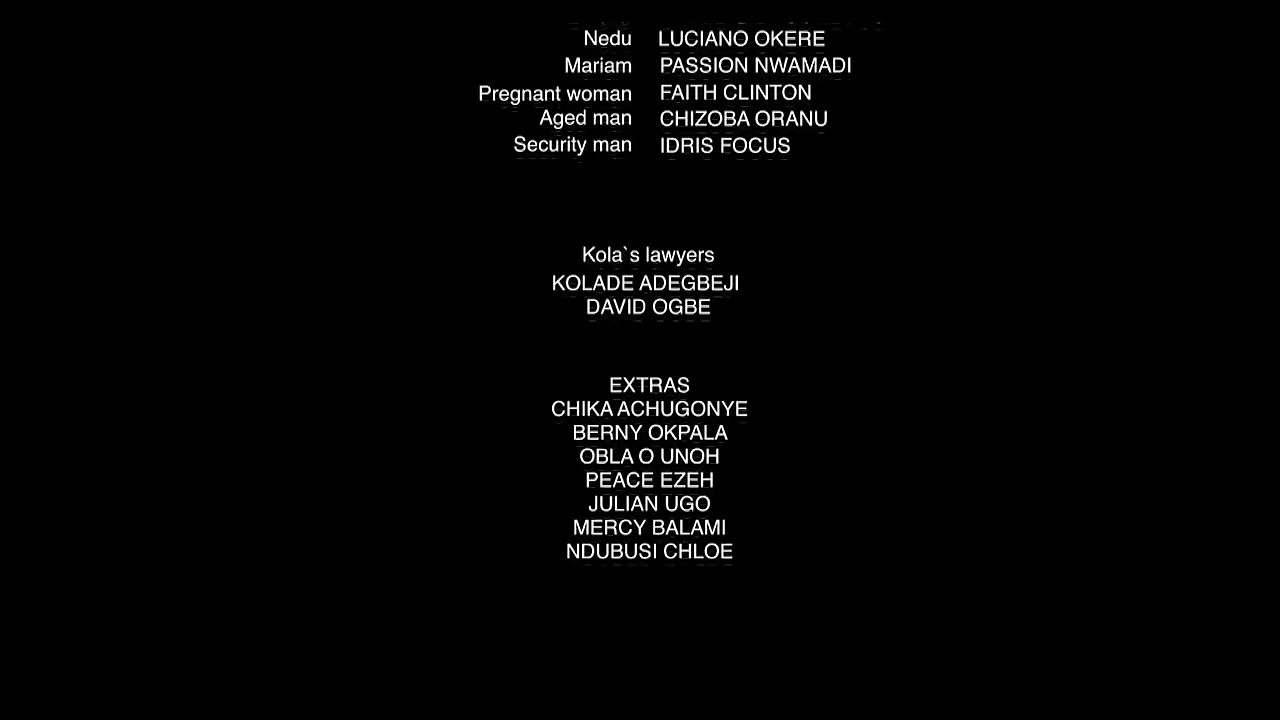 Nedu LUCIANO OKERE
Mariam PASSION NWAMADI
Pregnant woman FAITH CLINTON
Aged man CHIZOBA ORANU
Security man IDRIS FOCUS
Kola`s lawyers
KOLADE ADEGBEJI
DAVID OGBE
EXTRAS
CHIKA ACHUGONYE
BERNY OKPALA
OBLA O UNOH
PEACE EZEH
JULIAN UGO
MERCY BALAMI
NDUBUSI CHLOE